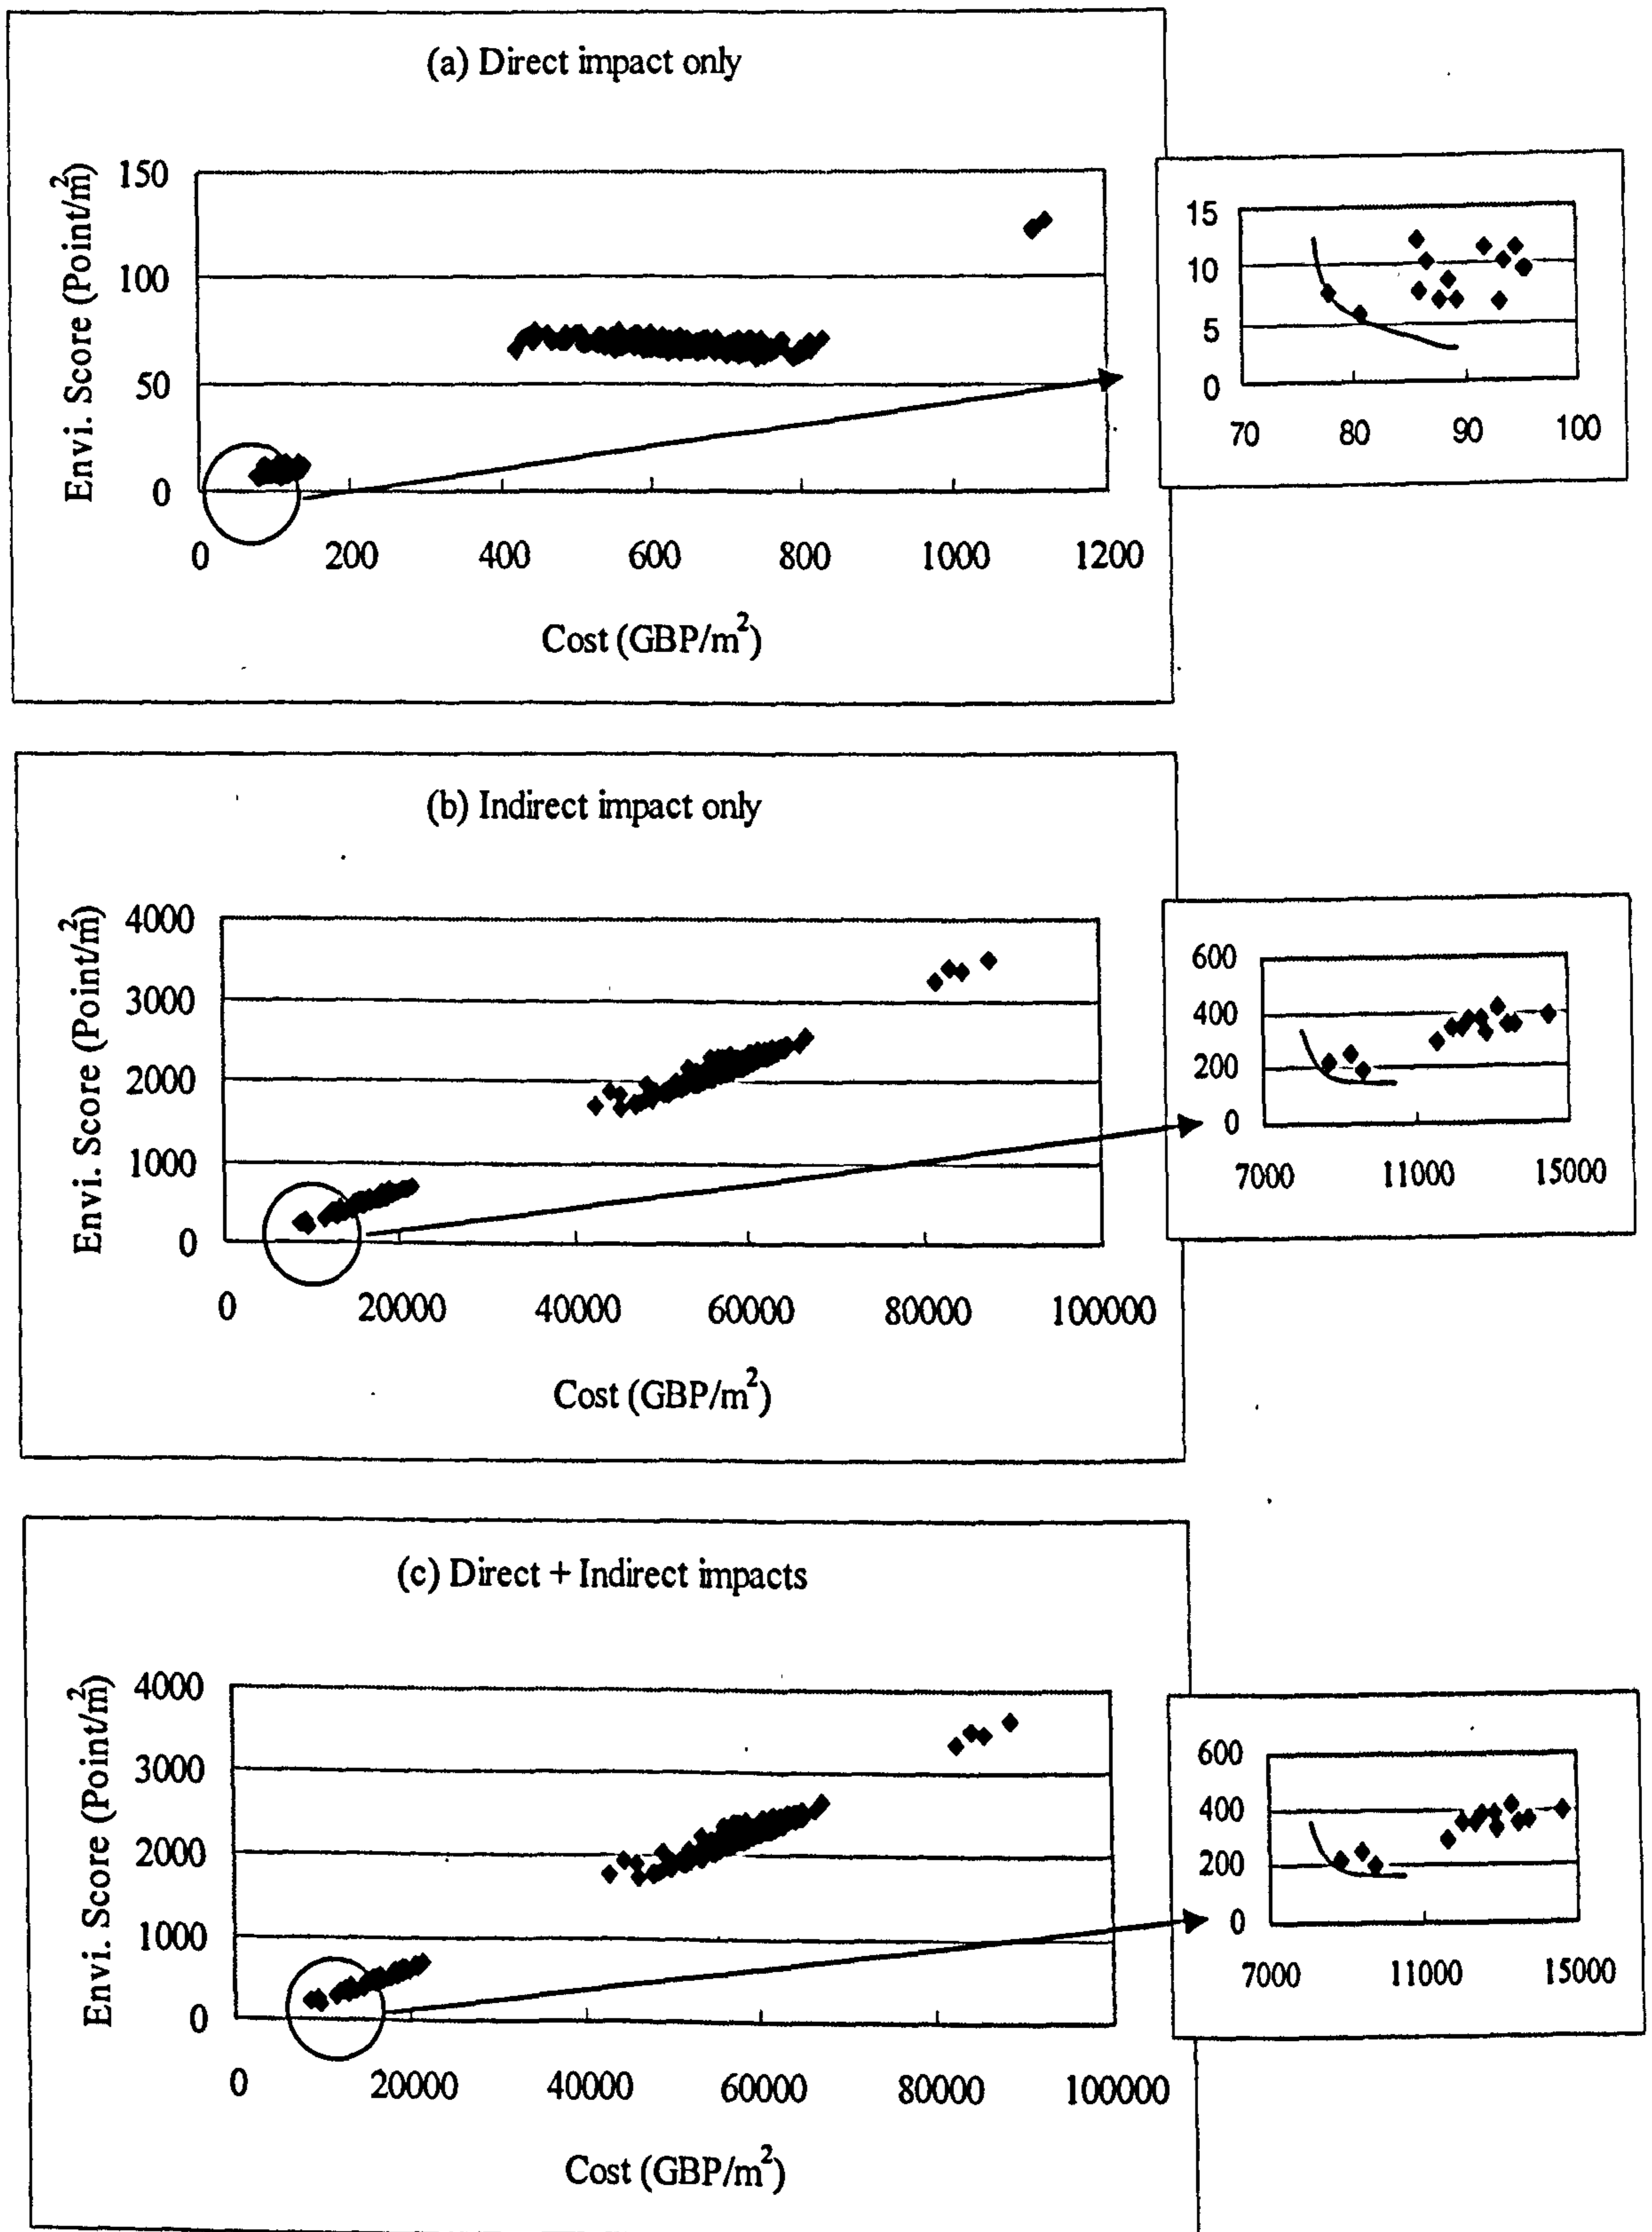 (a) Direct impact only
Envi. Score (Point/m²)
150
100
50
0
0 200 400 600 800 1000 1200
Cost (GBP/m²)
15
10
5
0
70 80 90 100
(b) Indirect impact only
Envi. Score (Point/m²)
4000
3000
2000
1000
0
0 20000 40000 60000 80000 100000
Cost (GBP/m²)
600
400
200
0
7000 11000 15000
(c) Direct + Indirect impacts
Envi. Score (Point/m²)
4000
3000
2000
1000
0
0 20000 40000 60000 80000 100000
Cost (GBP/m²)
600
400
200
0
7000 11000 15000